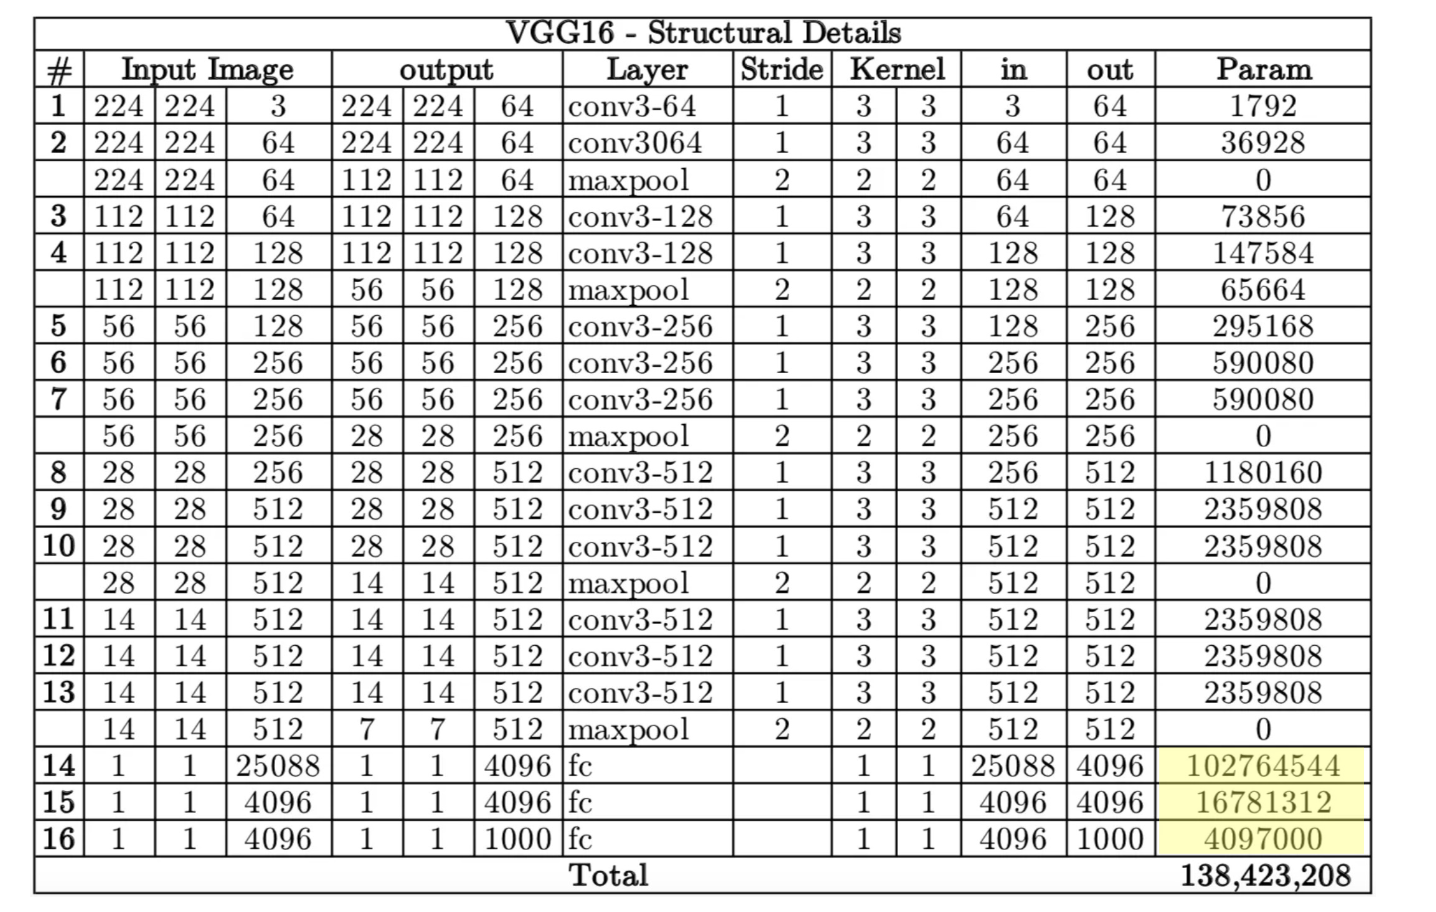 VGG16 - Structural Details
# Input Image output Layer Stride Kernel in out Param
1 224 224 3 224 224 64 conv3-64 1 3 3 3 64 1792
2 224 224 64 224 224 64 conv3064 1 3 3 64 64 36928
224 224 64 112 112 64 maxpool 2 2 2 64 64 0
3 112 112 64 112 112 128 conv3-128 1 3 3 64 128 73856
4 112 112 128 112 112 128 conv3-128 1 3 3 128 128 147584
112 112 128 56 56 128 maxpool 2 2 2 128 128 65664
5 56 56 128 56 56 256 conv3-256 1 3 3 128 256 295168
6 56 56 256 56 56 256 conv3-256 1 3 3 256 256 590080
7 56 56 256 56 56 256 conv3-256 1 3 3 256 256 590080
56 56 256 28 28 256 maxpool 2 2 2 256 256 0
8 28 28 256 28 28 512 conv3-512 1 3 3 256 512 1180160
9 28 28 512 28 28 512 conv3-512 1 3 3 512 512 2359808
10 28 28 512 28 28 512 conv3-512 1 3 3 512 512 2359808
28 28 512 14 14 512 maxpool 2 2 2 512 512 0
11 14 14 512 14 14 512 conv3-512 1 3 3 512 512 2359808
12 14 14 512 14 14 512 conv3-512 1 3 3 512 512 2359808
13 14 14 512 14 14 512 conv3-512 1 3 3 512 512 2359808
14 14 512 7 7 512 maxpool 2 2 2 512 512 0
14 1 1 25088 1 1 4096 fc 1 1 25088 4096 102764544
15 1 1 4096 1 1 4096 fc 1 1 4096 4096 16781312
16 1 1 4096 1 1 1000 fc 1 1 4096 1000 4097000
Total 138,423,208